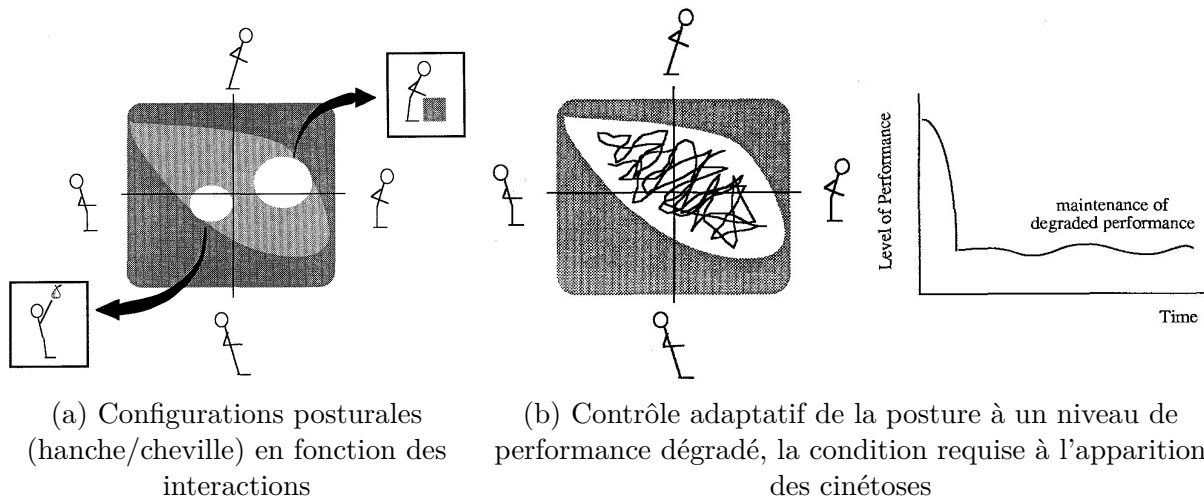 Level of Performance
maintenance of
degraded performance
Time
(a) Configurations posturales
(hanche/cheville) en fonction des
interactions
(b) Contrôle adaptatif de la posture à un niveau de
performance dégradé, la condition requise à l'apparition
des cinétoses